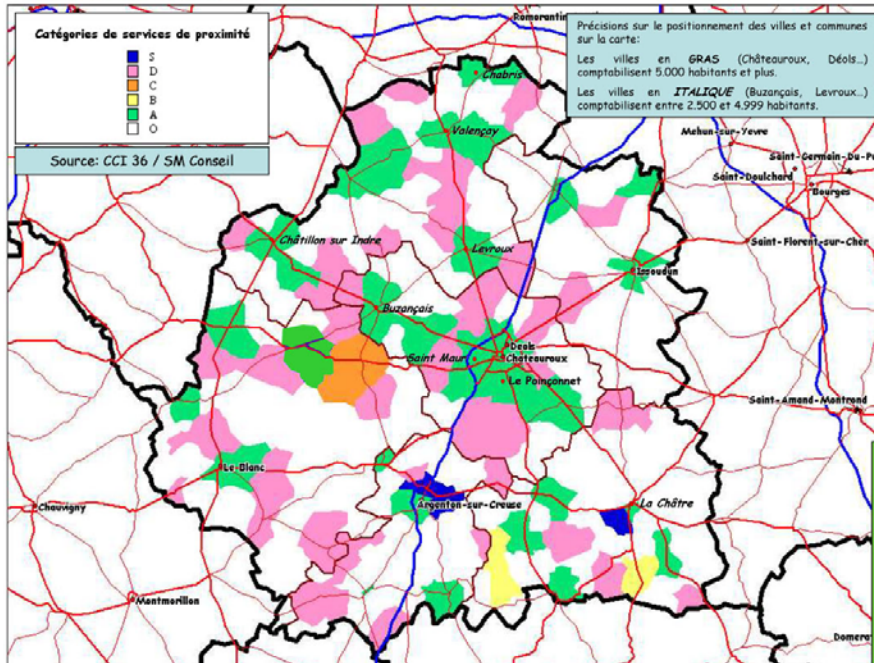 Catégories de services de proximité
S
D
C
B
A
O
Source: CCI 36 / SM Conseil
Précisions sur le positionnement des villes et communes
sur la carte:
Les villes en GRAS (Châteauroux, Déols...)
comptabilisent 5.000 habitants et plus.
Les villes en ITALIQUE (Buzançais, Levroux...)
comptabilisent entre 2.500 et 4.999 habitants.
Chabris
Valençay
Mehun-sur-Yevre
Saint-Doulchard
Bourges
Châtillon sur Indre
Levroux
Saint-Florent-sur-Cher
Issoudun
Buzançais
Déols
Saint Maur
Châteauroux
Le Poinçonnet
Saint-Amand-Montrond
Le-Blanc
Argenton-sur-Creuse
La Châtre
Chauvigny
Montmorillon